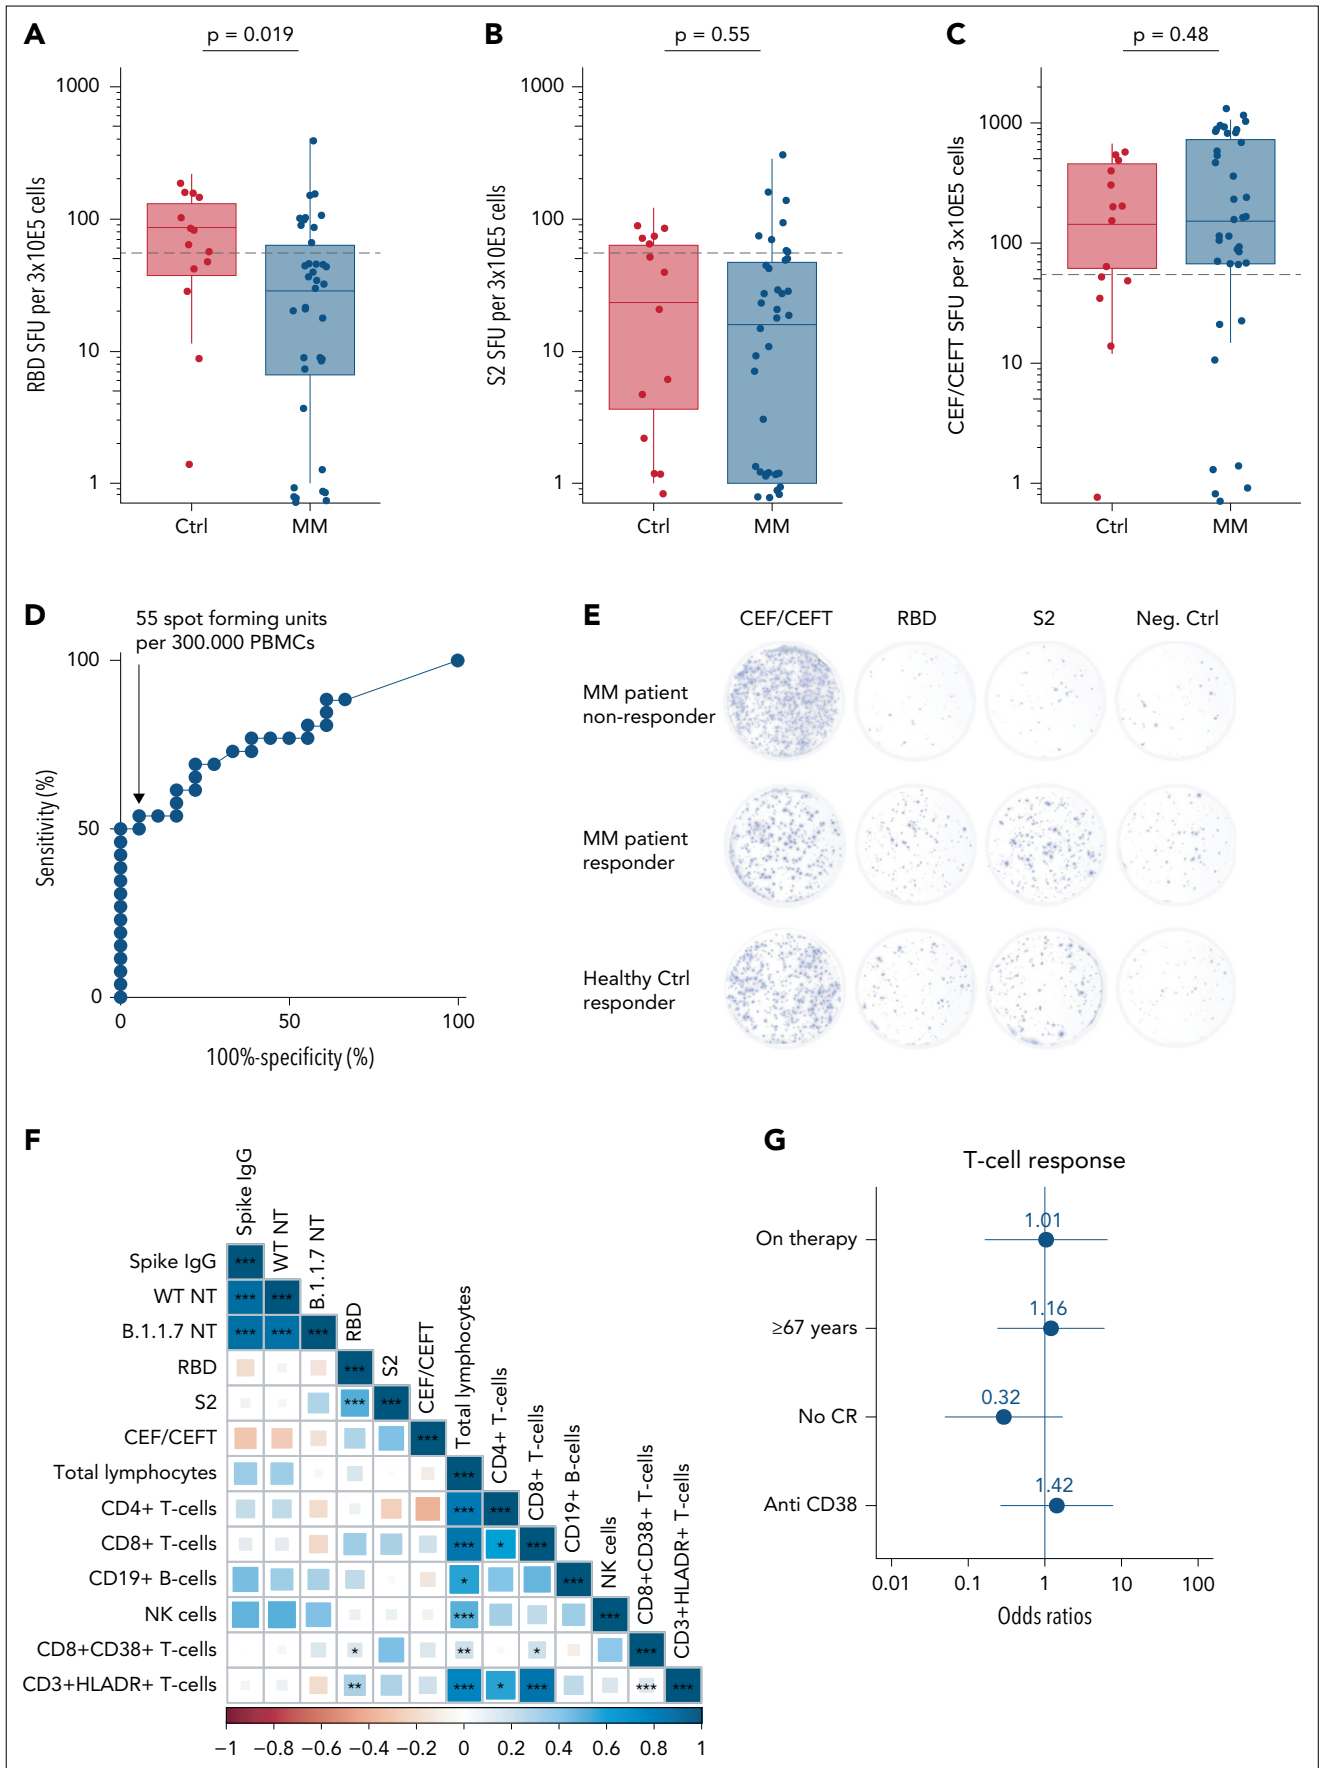 A
p = 0.019
1000
100
10
1
RBD SFU per 3x10E5 cells
Ctrl
MM
B
p = 0.55
1000
100
10
1
S2 SFU per 3x10E5 cells
Ctrl
MM
C
p = 0.48
1000
100
10
1
CEF/CEFT SFU per 3x10E5 cells
Ctrl
MM
D
55 spot forming units
per 300.000 PBMCs
100
50
0
Sensitivity (%)
0
50
100
100%-specificity (%)
E
CEF/CEFT
RBD
S2
Neg. Ctrl
MM patient
non-responder
MM patient
responder
Healthy Ctrl
responder
F
Spike IgG
WT NT
B.1.1.7 NT
RBD
S2
CEF/CEFT
Total lymphocytes
CD4+ T-cells
CD8+ T-cells
CD19+ B-cells
NK cells
CD8+CD38+ T-cells
CD3+HLADR+ T-cells
Spike IgG
***
WT NT
*** ***
B.1.1.7 NT
*** *** ***
RBD
***
S2
*** ***
CEF/CEFT
***
Total lymphocytes
***
CD4+ T-cells
*** ***
CD8+ T-cells
*** * ***
CD19+ B-cells
* ***
NK cells
*** ***
CD8+CD38+ T-cells
* ** * ***
CD3+HLADR+ T-cells
** *** * *** *** ***
−1 −0.8 −0.6 −0.4 −0.2 0 0.2 0.4 0.6 0.8 1
G
T-cell response
On therapy
1.01
≥67 years
1.16
No CR
0.32
Anti CD38
1.42
0.01 0.1 1 10 100
Odds ratios